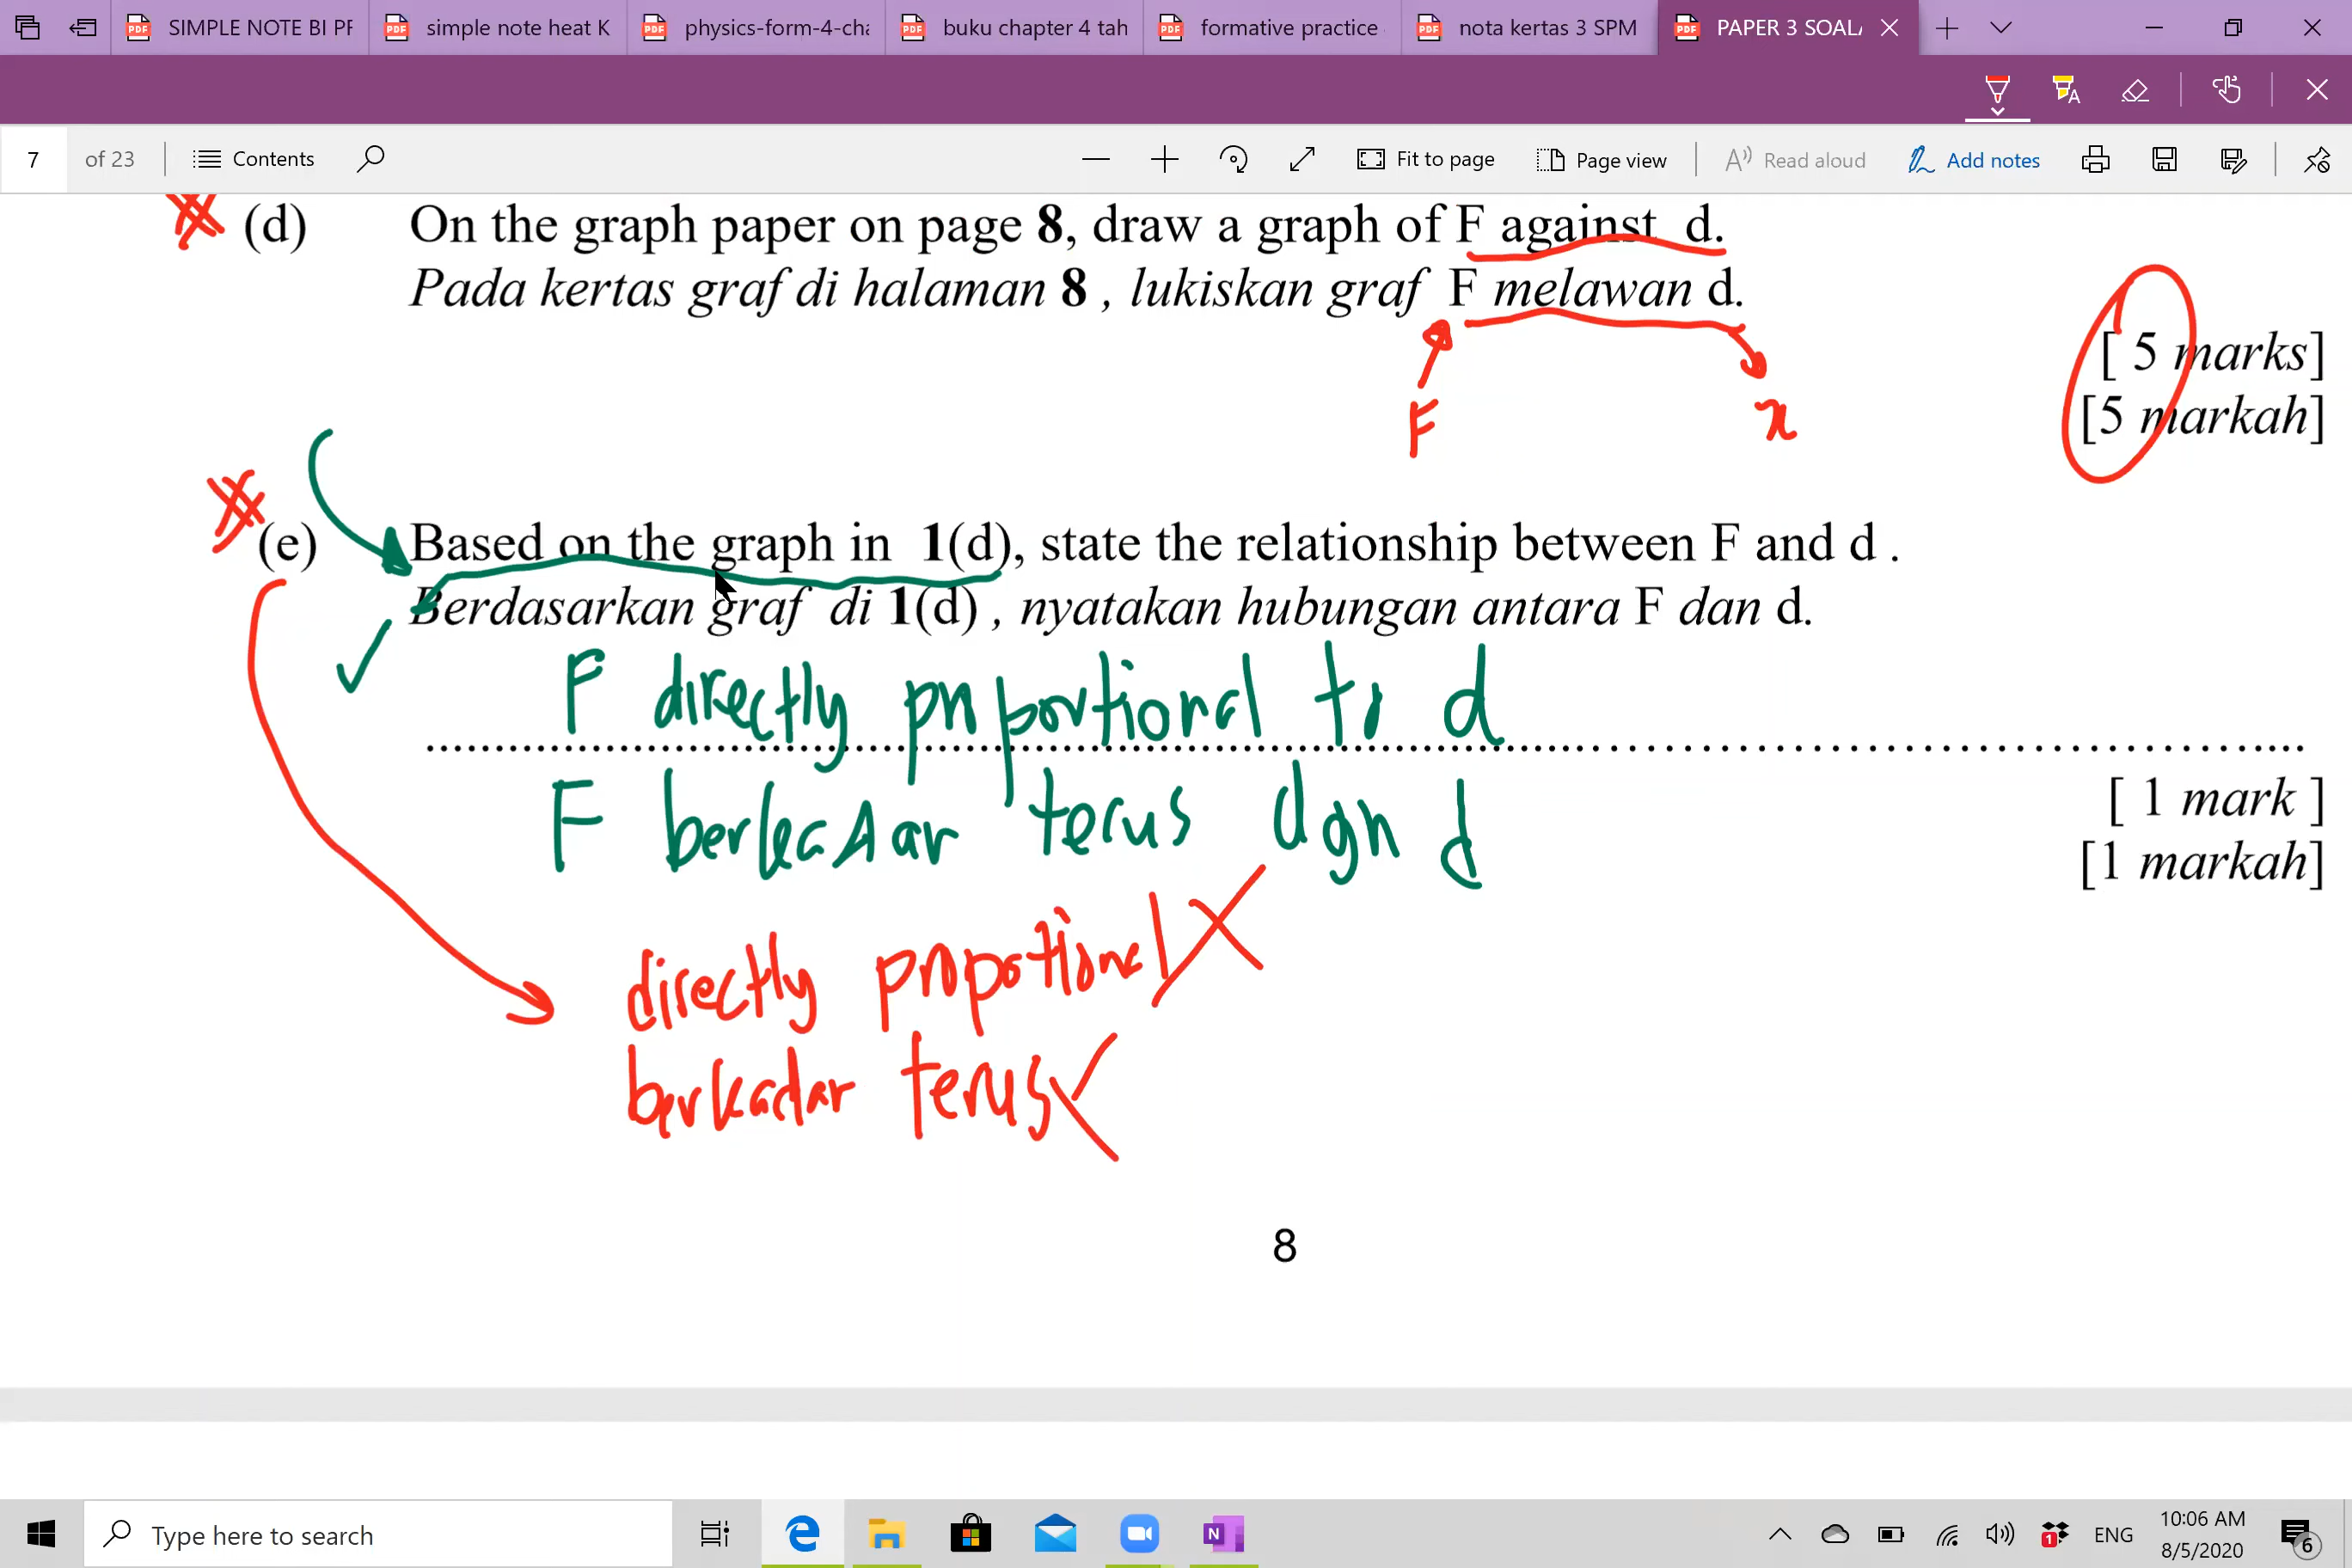 SIMPLE NOTE BI PF
simple note heat K
physics-form-4-cha
buku chapter 4 tah
formative practice
nota kertas 3 SPM
PAPER 3 SOAL
7 of 23 Contents Fit to page Page view Read aloud Add notes
(d) On the graph paper on page 8, draw a graph of F against d.
Pada kertas graf di halaman 8 , lukiskan graf F melawan d.
[ 5 marks]
F x
[5 markah]
(e) Based on the graph in 1(d), state the relationship between F and d .
Berdasarkan graf di 1(d) , nyatakan hubungan antara F dan d.
F directly proportional to d
[ 1 mark ]
F berkadar terus dgn d
[1 markah]
directly propotional
berkadar terus
8
Type here to search
ENG
10:06 AM
8/5/2020
1
6